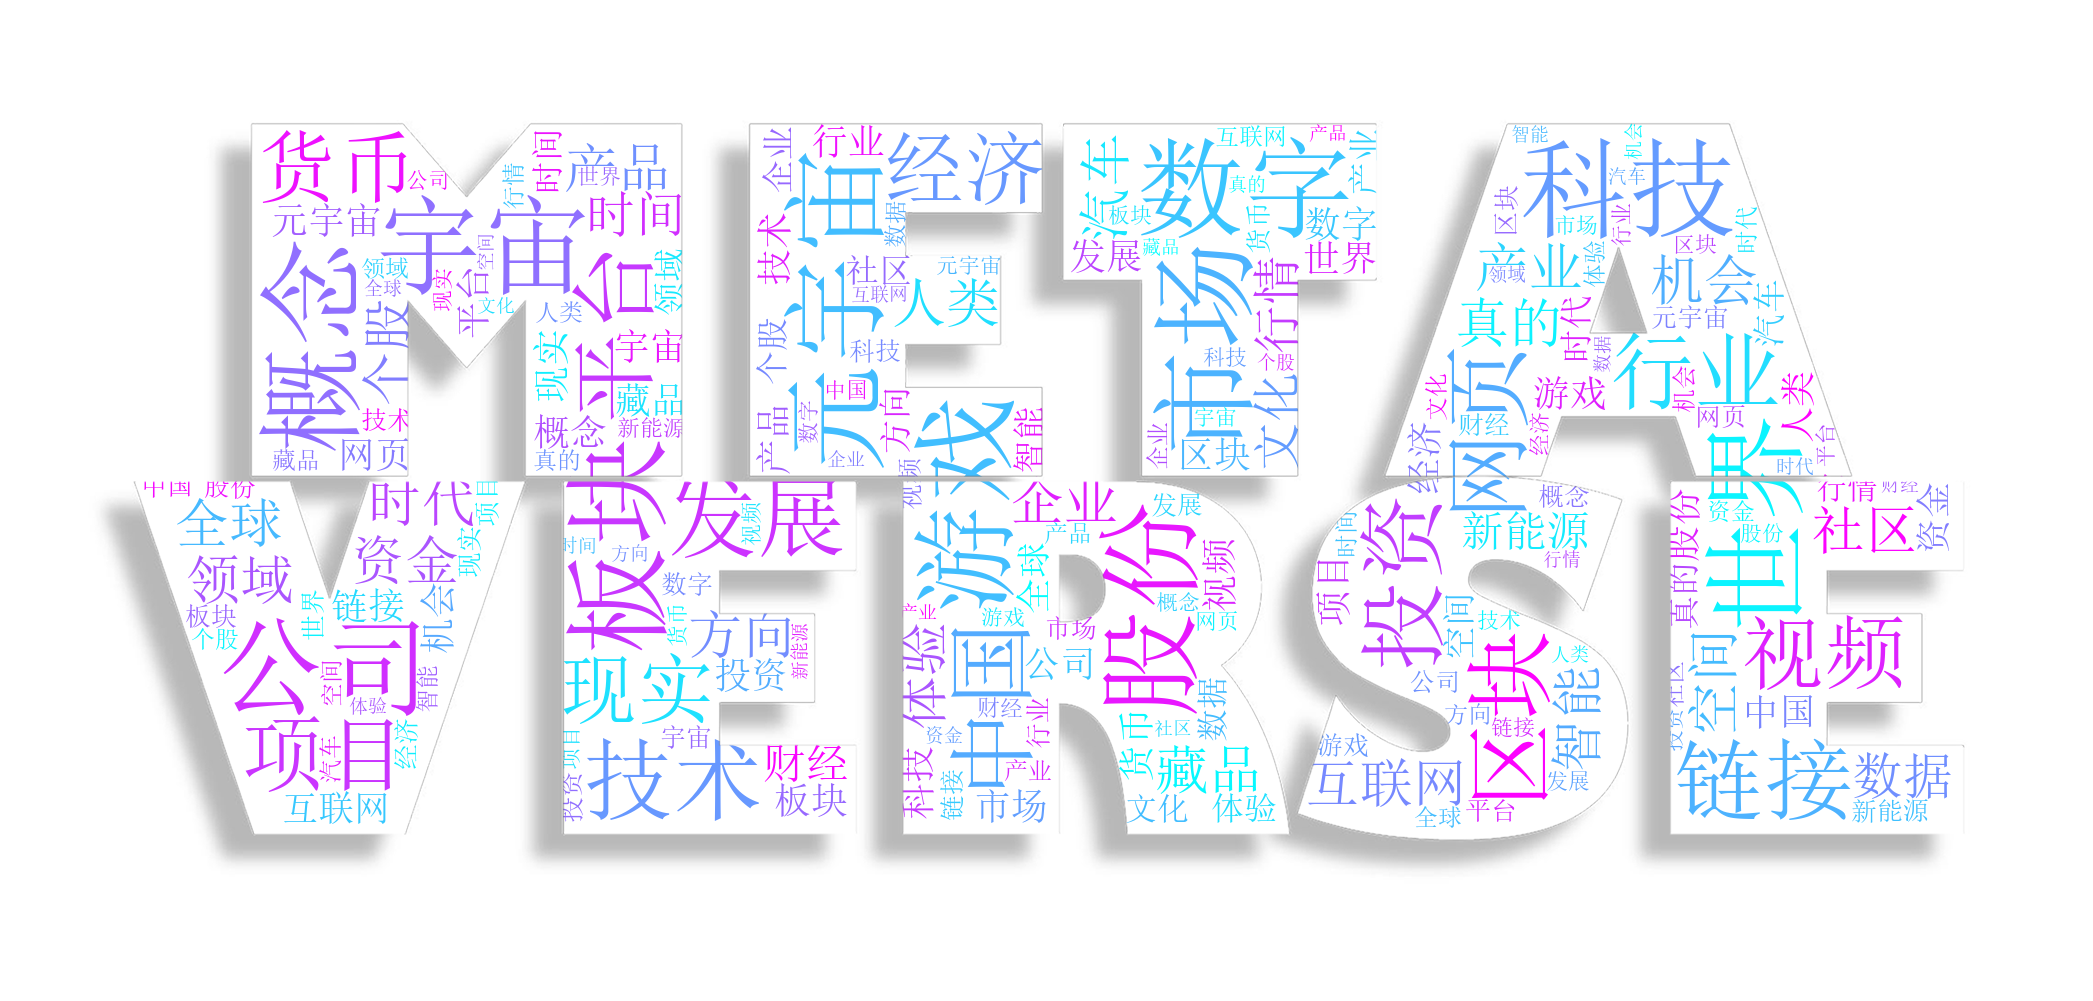 META
VERSE
货币
公司
元宇宙
宇宙
概念
领域
全球
个股
技术
网页
藏品
现实
平台
空间
文化
行情
时间
产品
世界
时间
平台
领域
人类
现实
宇宙
藏品
概念
新能源
真的
企业
行业
经济
宇宙
数据
技术
社区
元宇宙
互联网
人类
元宇宙
个股
科技
中国
数字
方向
产品
企业
游戏
智能
视频
汽车
数字
互联网
产品
产业
真的
板块
货币
数字
发展
藏品
世界
市场
行情
科技
个股
宇宙
企业
区块
文化
智能
科技
机会
汽车
区块
市场
行业
区块
时代
产业
领域
体验
机会
元宇宙
汽车
真的
时代
数据
行业
网页
游戏
机会
人类
文化
财经
经济
网页
世界
时代
平台
经济
中国
股份
时代
项目
全球
资金
现实
领域
链接
机会
板块
个股
世界
公司
空间
体验
智能
项目
汽车
经济
互联网
板块
发展
视频
时间
方向
数字
货币
方向
新能源
现实
投资
宇宙
项目
投资
技术
财经
板块
企业
发展
产品
全球
股份
视频
概念
网页
产业
游戏
市场
体验
中国
公司
财经
行业
数据
资金
科技
链接
产业
市场
货币
社区
藏品
文化
体验
投资
时间
项目
概念
新能源
行情
空间
技术
区块
人类
智能
公司
方向
链接
游戏
互联网
发展
全球
平台
真的
股份
资金
股份
行情
财经
社区
资金
视频
空间
投资
社区
中国
链接
数据
新能源